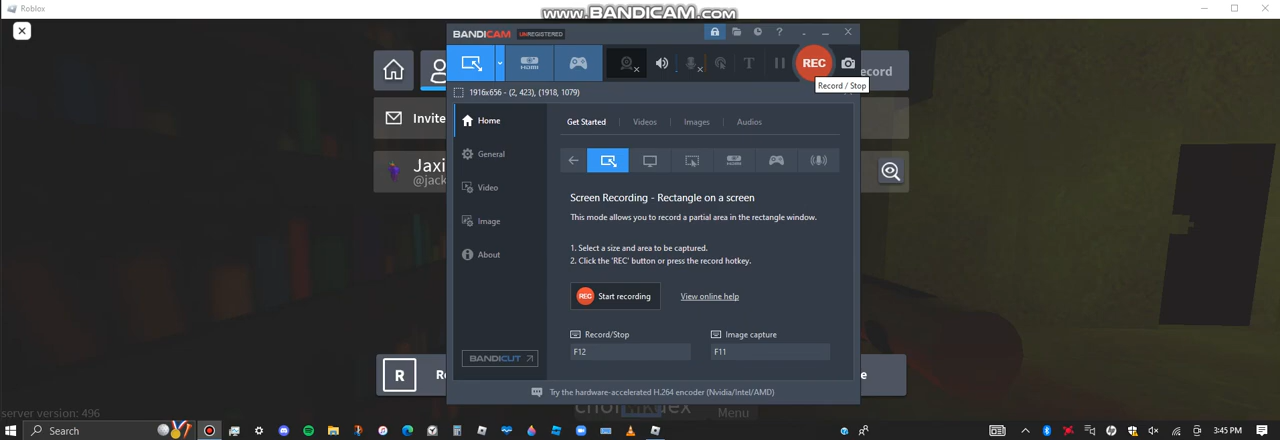 Roblox
www.BANDICAM.com
BANDICAM UNREGISTERED
HDMI
T
REC
ecord
Record / Stop
1916x656 - (2, 423), (1918, 1079)
Home
General
Video
Image
About
BANDICUT
Get Started
Videos
Images
Audios
HDMI
Screen Recording - Rectangle on a screen
This mode allows you to record a partial area in the rectangle window.
1. Select a size and area to be captured.
2. Click the 'REC' button or press the record hotkey.
REC Start recording
View online help
Record/Stop
Image capture
F12
F11
Try the hardware-accelerated H.264 encoder (Nvidia/Intel/AMD)
Invite
Jaxi
@jack
R
Re
e
server version: 496
Menu
Search
3:45 PM